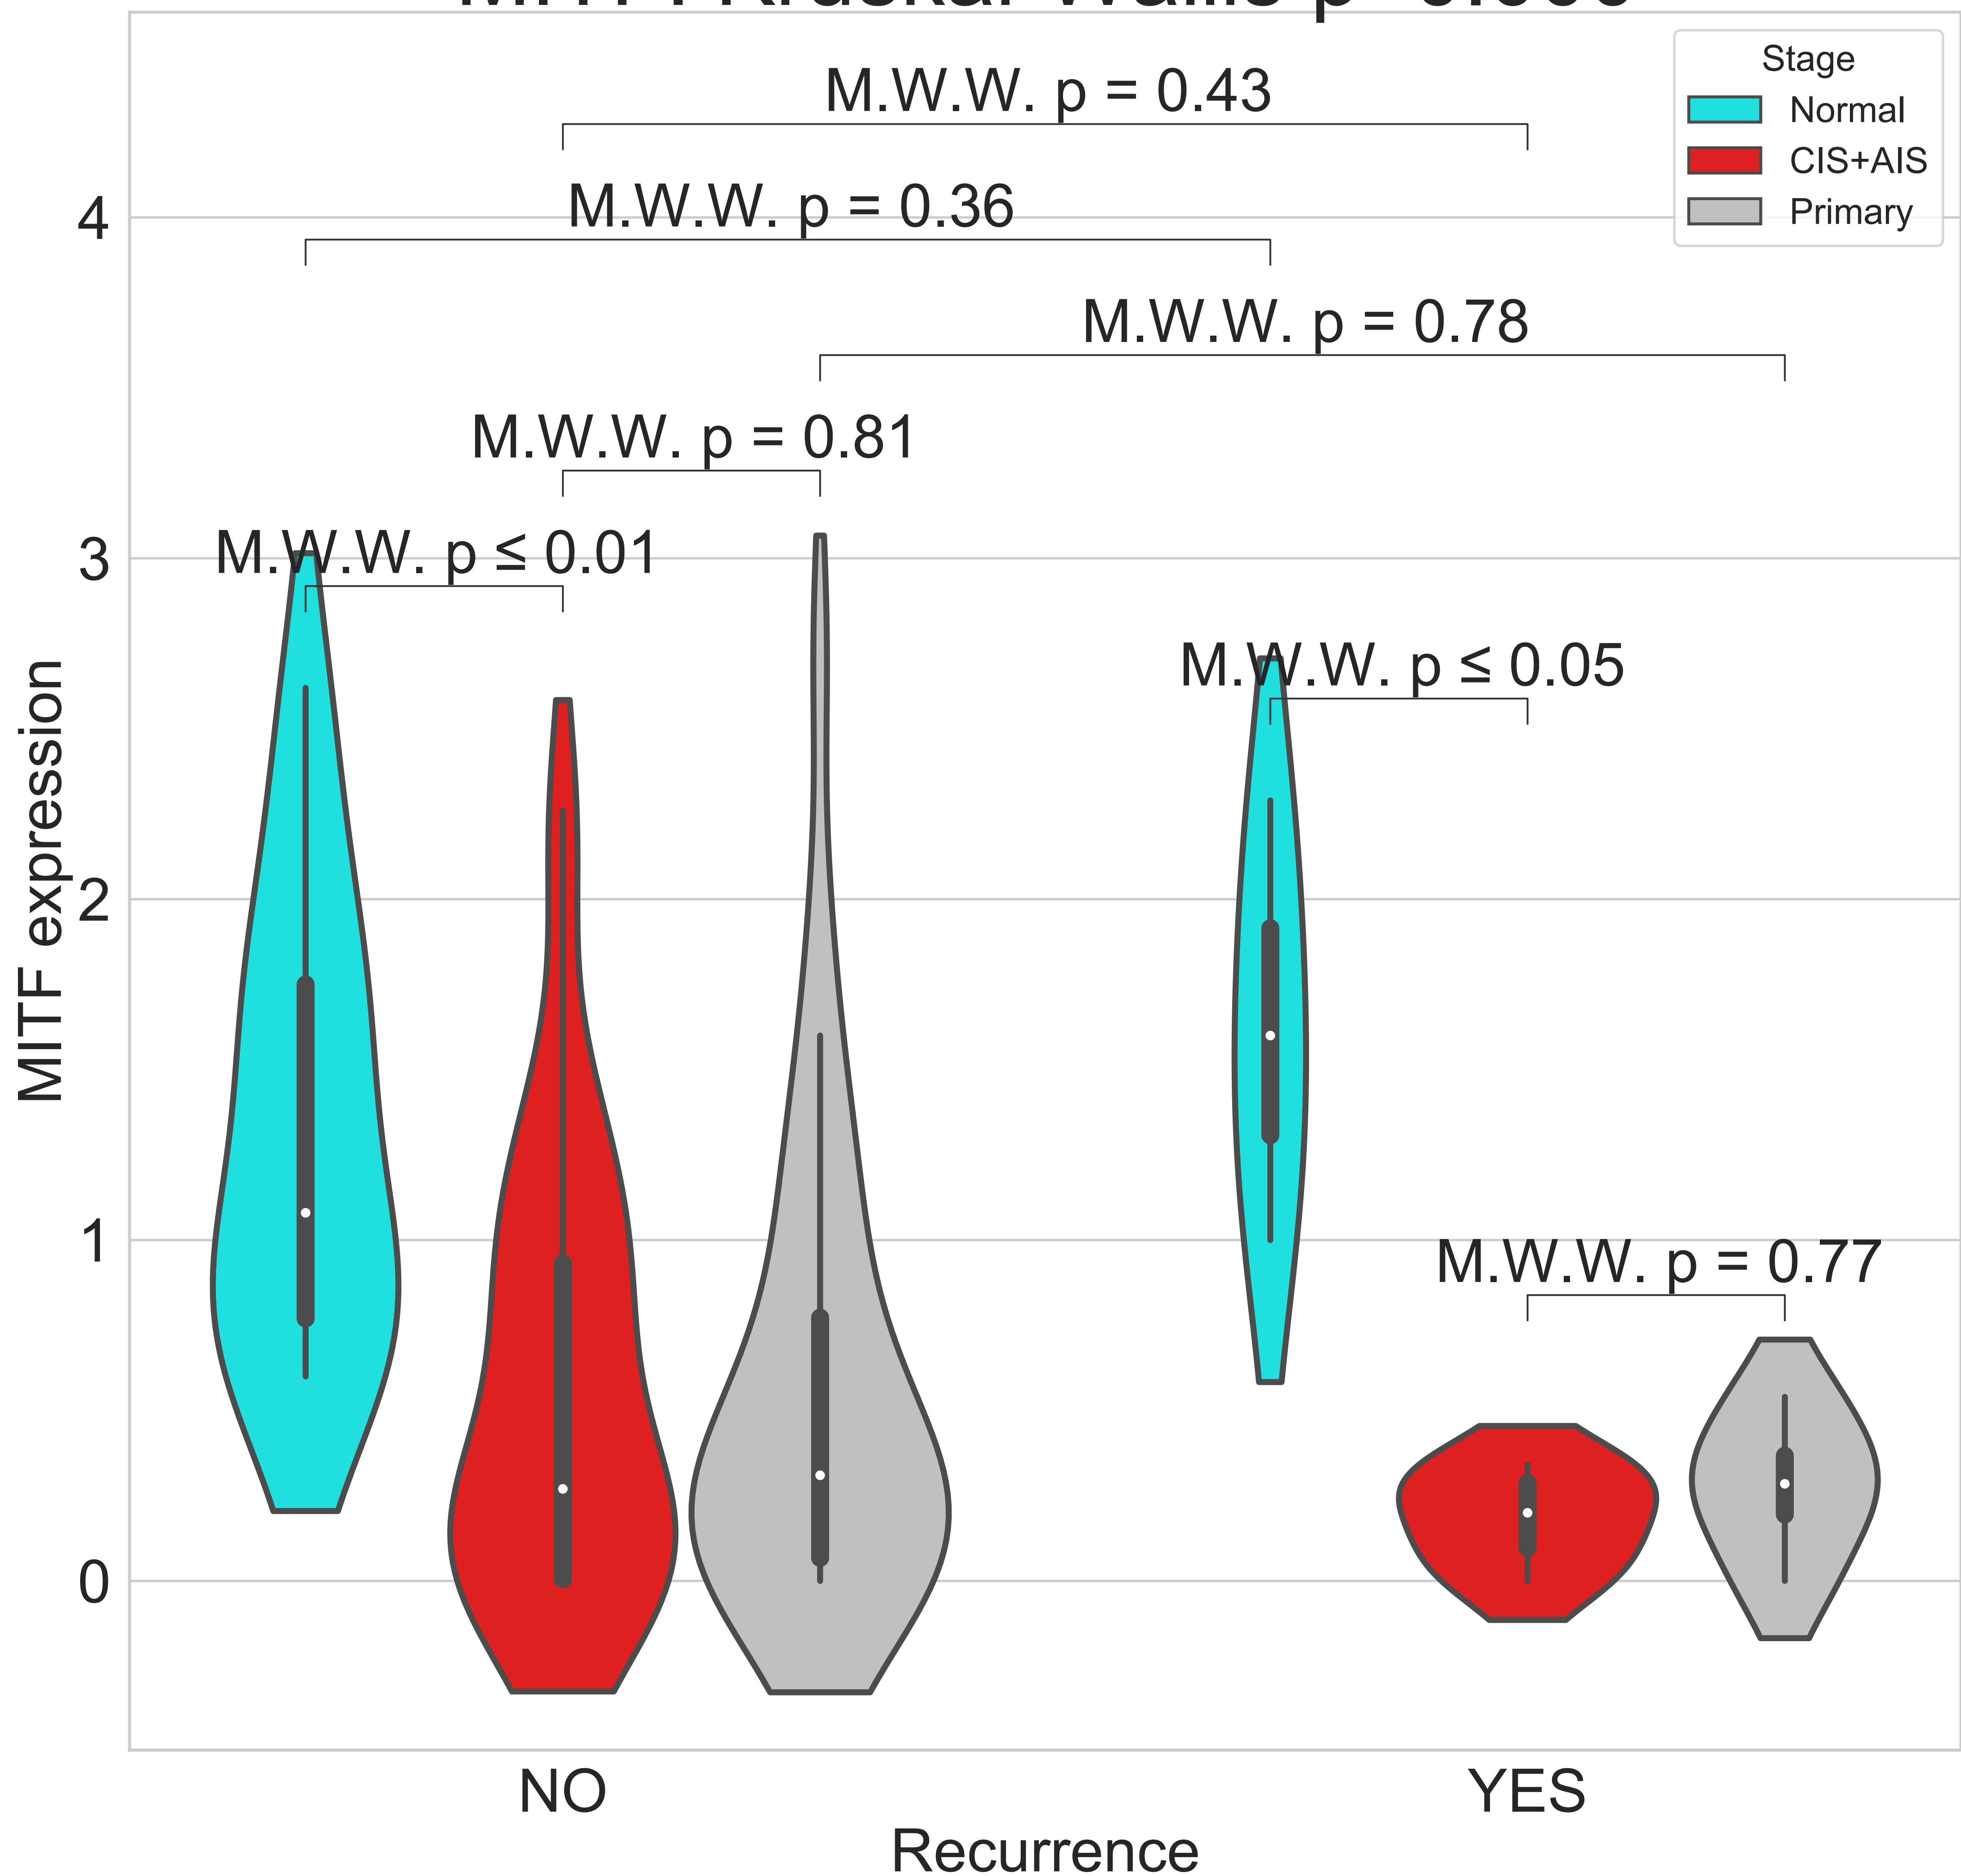 Stage
Normal
CIS+AIS
Primary
M.W.W. p = 0.43
M.W.W. p = 0.36
M.W.W. p = 0.78
M.W.W. p = 0.81
M.W.W. p ≤ 0.01
M.W.W. p ≤ 0.05
M.W.W. p = 0.77
MITF expression
4
3
2
1
0
NO
YES
Recurrence